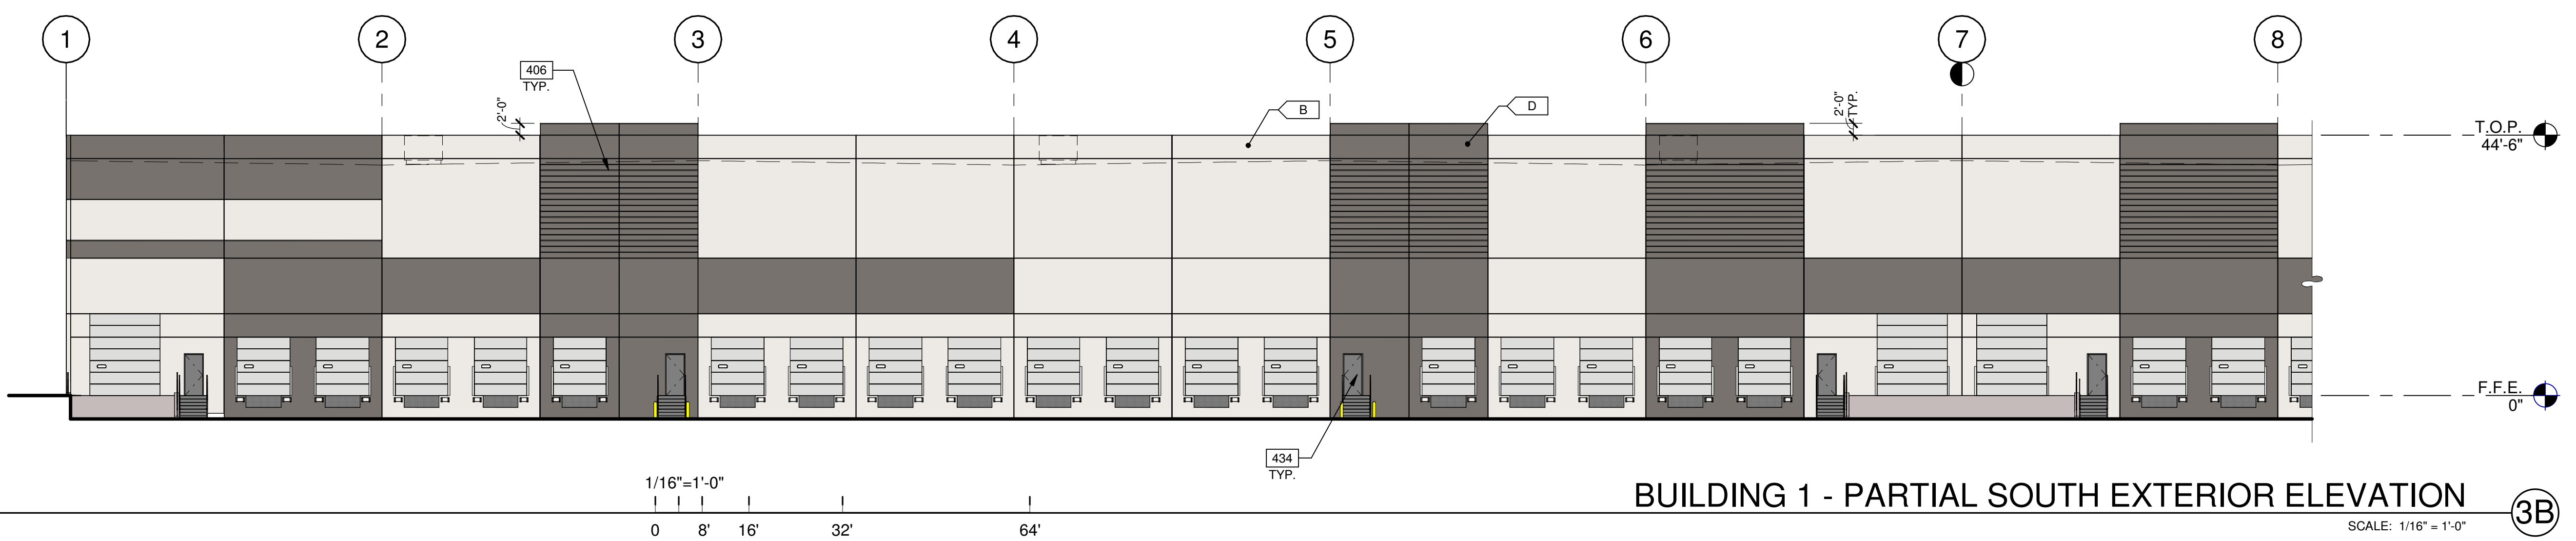 1 2 3 4 5 6 7 8
406
TYP.
2'-0"
B
D
2'-0"
TYP.
T.O.P.
44'-6"
F.F.E.
0"
434
TYP.
1/16"=1'-0"
0 8' 16' 32' 64'
BUILDING 1 - PARTIAL SOUTH EXTERIOR ELEVATION
3B
SCALE: 1/16" = 1'-0"